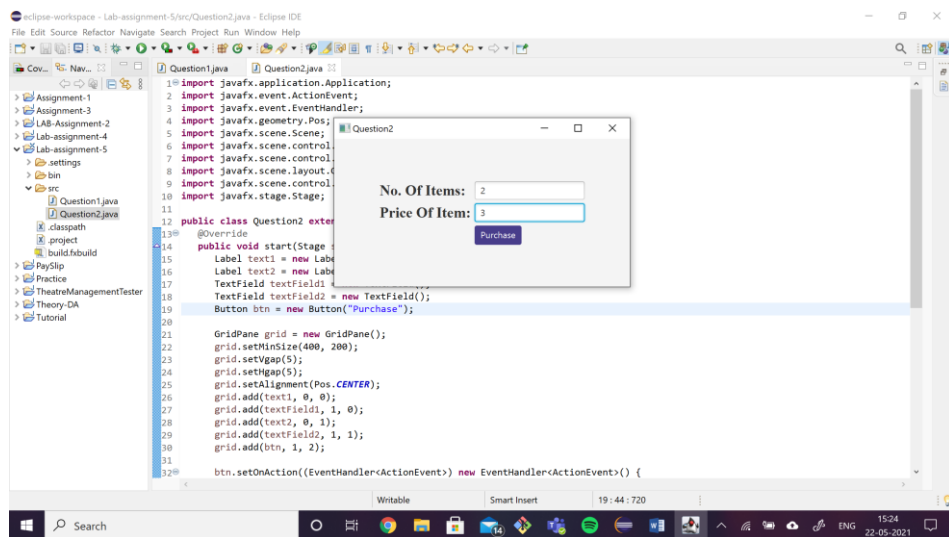 eclipse-workspace - Lab-assignment-5/src/Question2.java - Eclipse IDE
File Edit Source Refactor Navigate Search Project Run Window Help
Cov... Nav... Question1.java Question2.java
Assignment-1
Assignment-3
LAB-Assignment-2
Lab-assignment-4
Lab-assignment-5
.settings
bin
src
Question1.java
Question2.java
.classpath
.project
build.fxbuild
PaySlip
Practice
TheatreManagementTester
Theory-DA
Tutorial
1 import javafx.application.Application;
2 import javafx.event.ActionEvent;
3 import javafx.event.EventHandler;
4 import javafx.geometry.Pos;
5 import javafx.scene.Scene;
6 import javafx.scene.control.
7 import javafx.scene.control.
8 import javafx.scene.layout.
9 import javafx.scene.control.
10 import javafx.stage.Stage;
11
12 public class Question2 exter
13 @Override
14 public void start(Stage
15 Label text1 = new Labe
16 Label text2 = new Labe
17 TextField textField1 =
18 TextField textField2 = new TextField();
19 Button btn = new Button("Purchase");
20
21 GridPane grid = new GridPane();
22 grid.setMinSize(400, 200);
23 grid.setVgap(5);
24 grid.setHgap(5);
25 grid.setAlignment(Pos.CENTER);
26 grid.add(text1, 0, 0);
27 grid.add(textField1, 1, 0);
28 grid.add(text2, 0, 1);
29 grid.add(textField2, 1, 1);
30 grid.add(btn, 1, 2);
31
32 btn.setOnAction((EventHandler<ActionEvent>) new EventHandler<ActionEvent>() {
Question2
No. Of Items: 2
Price Of Item: 3
Purchase
Writable Smart Insert 19 : 44 : 720
Search 14 ENG 15:24
22-05-2021